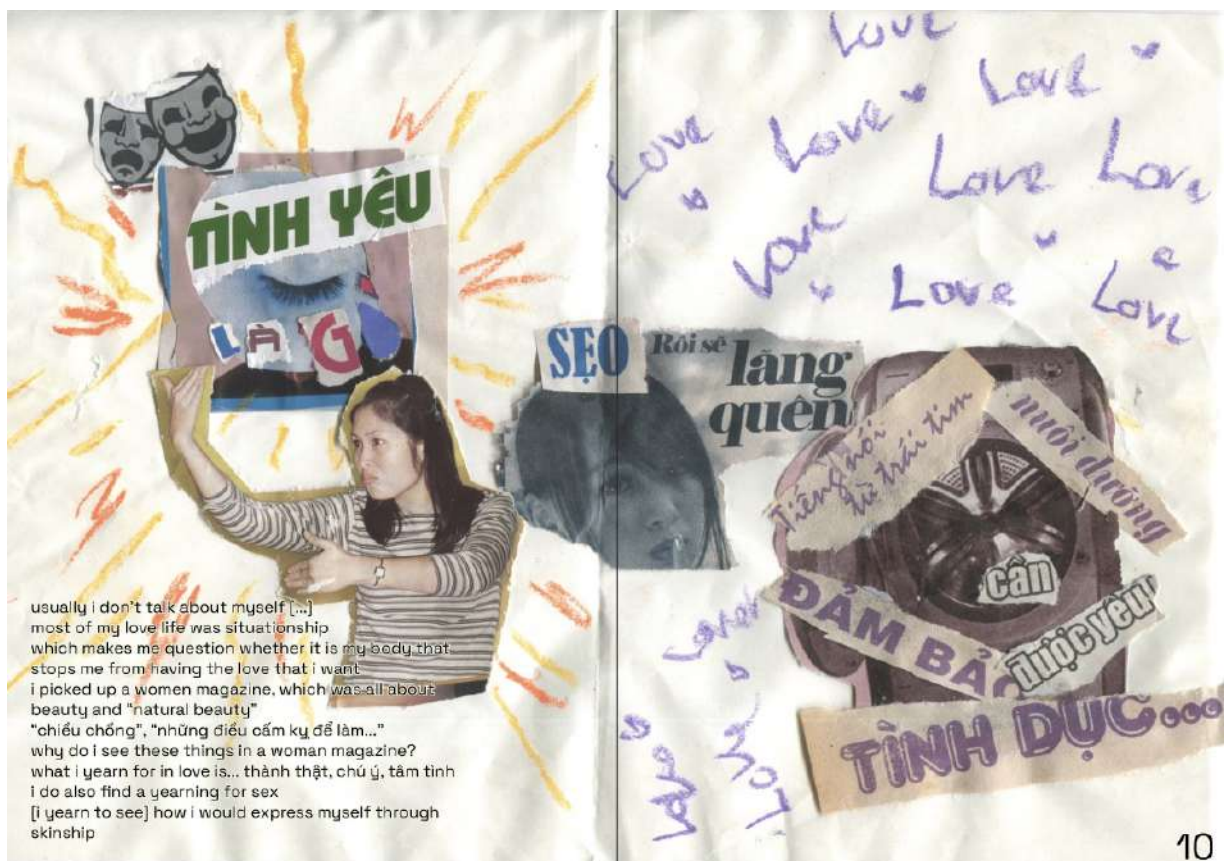 TÌNH YÊU
LÀ G
usually i don't talk about myself [...]
most of my love life was situationship
which makes me question whether it is my body that
stops me from having the love that i want
i picked up a women magazine, which was all about
beauty and “natural beauty”
“chiều chồng”, “những điều cấm kỵ để làm...”
why do i see these things in a woman magazine?
what i yearn for in love is... thành thật, chú ý, tâm tình
i do also find a yearning for sex
[i yearn to see] how i would express myself through
skinship
Love
Love
Love
Love
Love
Love
Love
Love
Love
SẸO
Rồi sẽ
lãng
quên
Tiếng nói
từ trái tim
nuôi dưỡng
cần
ĐẢM BẢO
được yêu
TÌNH DỤC...
Love
Love
Love
10